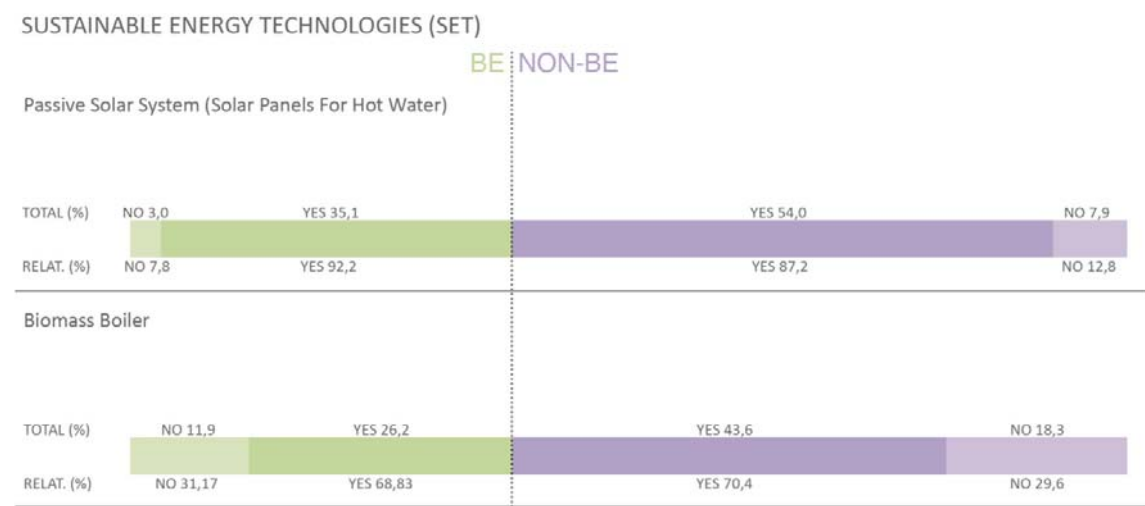 SUSTAINABLE ENERGY TECHNOLOGIES (SET)
BE NON-BE
Passive Solar System (Solar Panels For Hot Water)
TOTAL (%) NO 3,0 YES 35,1 YES 54,0 NO 7,9
RELAT. (%) NO 7,8 YES 92,2 YES 87,2 NO 12,8
Biomass Boiler
TOTAL (%) NO 11,9 YES 26,2 YES 43,6 NO 18,3
RELAT. (%) NO 31,17 YES 68,83 YES 70,4 NO 29,6